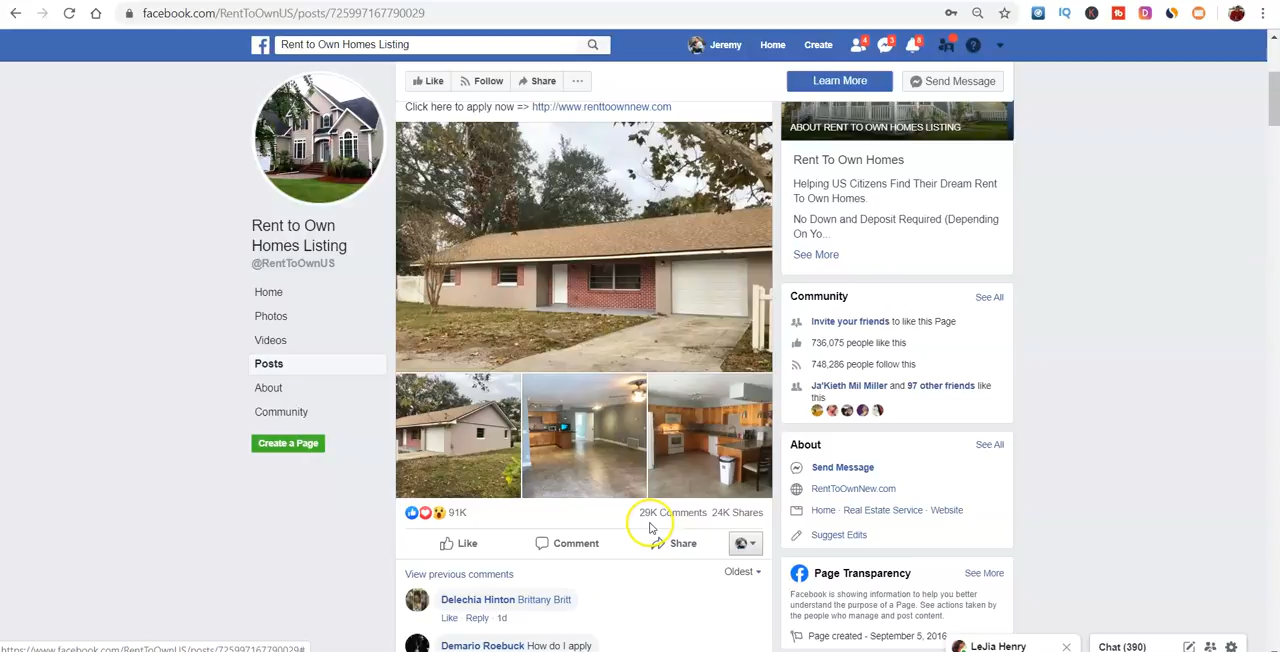 facebook.com/RentToOwnUS/posts/725997167790029
Rent to Own Homes Listing
Jeremy
Home
Create
4
3
8
Like
Follow
Share
Learn More
Send Message
Click here to apply now => http://www.renttoownnew.com
ABOUT RENT TO OWN HOMES LISTING
Rent To Own Homes
Helping US Citizens Find Their Dream Rent
To Own Homes.
No Down and Deposit Required (Depending
On Yo...
See More
Rent to Own
Homes Listing
@RentToOwnUS
Home
Photos
Videos
Posts
About
Community
Create a Page
Community
See All
Invite your friends to like this Page
736,075 people like this
748,286 people follow this
Ja'Kieth Mil Miller and 97 other friends like
this
About
See All
Send Message
RentToOwnNew.com
Home · Real Estate Service · Website
Suggest Edits
91K
29K Comments 24K Shares
Like
Comment
Share
View previous comments
Oldest
Delechia Hinton Brittany Britt
Like · Reply · 1d
Demario Roebuck How do I apply
Page Transparency
See More
Facebook is showing information to help you better
understand the purpose of a Page. See actions taken by
the people who manage and post content.
Page created - September 5, 2016
LeJia Henry
Chat (390)
https://www.facebook.com/RentToOwnUS/posts/725997167790029#